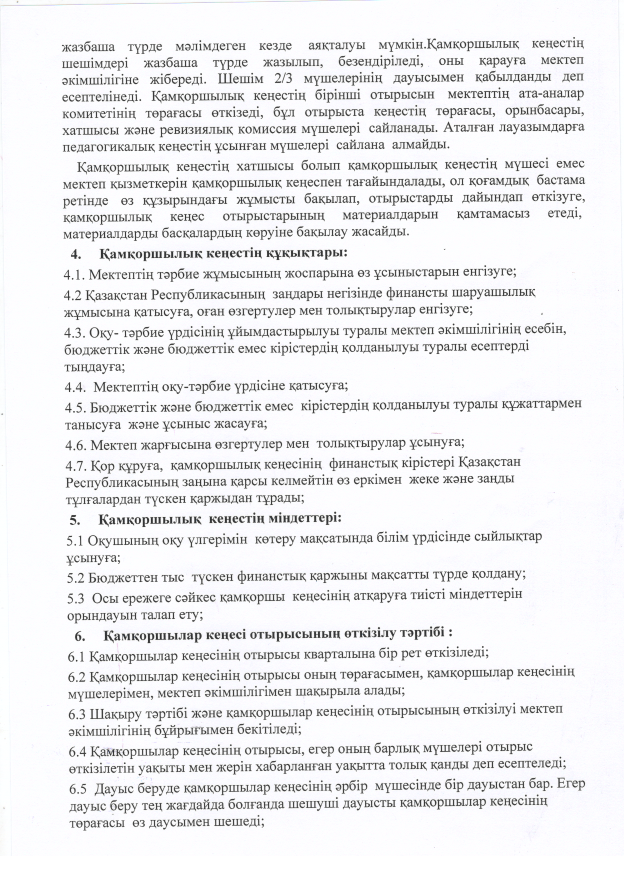 жазбаша түрде мәлімдеген кезде аяқталуы мүмкін.Қамқоршылық кеңестің
шешімдері жазбаша түрде жазылып, безендіріледі, оны қарауға мектеп
әкімшілігіне жібереді. Шешім 2/3 мүшелерінің дауысымен қабылданды деп
есептелінеді. Қамқоршылық кеңестің бірінші отырысын мектептің ата-аналар
комитетінің төрағасы өткізеді, бұл отырыста кеңестің төрағасы, орынбасары,
хатшысы және ревизиялық комиссия мүшелері сайланады. Аталған лауазымдарға
педагогикалық кеңестің ұсынған мүшелері сайлана алмайды.
Қамқоршылық кеңестің хатшысы болып қамқоршылық кеңестің мүшесі емес
мектеп қызметкерін қамқоршылық кеңеспен тағайындалады, ол қоғамдық бастама
ретінде өз құзырындағы жұмысты бақылап, отырыстарды дайындап өткізуге,
қамқоршылық кеңес отырыстарының материалдарын қамтамасыз етеді,
материалдарды басқалардың көруіне бақылау жасайды.
4. Қамқоршылық кеңестің құқықтары:
4.1. Мектептің тәрбие жұмысының жоспарына өз ұсыныстарын енгізуге;
4.2 Қазақстан Республикасының заңдары негізінде финансты шаруашылық
жұмысына қатысуға, оған өзгертулер мен толықтырулар енгізуге;
4.3. Оқу- тәрбие үрдісінің ұйымдастырылуы туралы мектеп әкімшілігінің есебін,
бюджеттік және бюджеттік емес кірістердің қолданылуы туралы есептерді
тыңдауға;
4.4. Мектептің оқу-тәрбие үрдісіне қатысуға;
4.5. Бюджеттік және бюджеттік емес кірістердің қолданылуы туралы құжаттармен
танысуға және ұсыныс жасауға;
4.6. Мектеп жарғысына өзгертулер мен толықтырулар ұсынуға;
4.7. Қор құруға, қамқоршылық кеңесінің финанстық кірістері Қазақстан
Республикасының заңына қарсы келмейтін өз еркімен жеке және заңды
тұлғалардан түскен қаржыдан тұрады;
5. Қамқоршылық кеңестің міндеттері:
5.1 Оқушының оқу үлгерімін көтеру мақсатында білім үрдісінде сыйлықтар
ұсынуға;
5.2 Бюджеттен тыс түскен финанстық қаржыны мақсатты түрде қолдану;
5.3 Осы ережеге сәйкес қамқоршы кеңесінің атқаруға тиісті міндеттерін
орындауын талап ету;
6. Қамқоршылар кеңесі отырысының өткізілу тәртібі :
6.1 Қамқоршылар кеңесінің отырысы кварталына бір рет өткізіледі;
6.2 Қамқоршылар кеңесінің отырысы оның төрағасымен, қамқоршылар кеңесінің
мүшелерімен, мектеп әкімшілігімен шақырыла алады;
6.3 Шақыру тәртібі және қамқоршылар кеңесінің отырысының өткізілуі мектеп
әкімшілігінің бұйрығымен бекітіледі;
6.4 Қамқоршылар кеңесінің отырысы, егер оның барлық мүшелері отырыс
өткізілетін уақыты мен жерін хабарланған уақытта толық қанды деп есептеледі;
6.5 Дауыс беруде қамқоршылар кеңесінің әрбір мүшесінде бір дауыстан бар. Егер
дауыс беру тең жағдайда болғанда шешуші дауысты қамқоршылар кеңесінің
төрағасы өз даусымен шешеді;